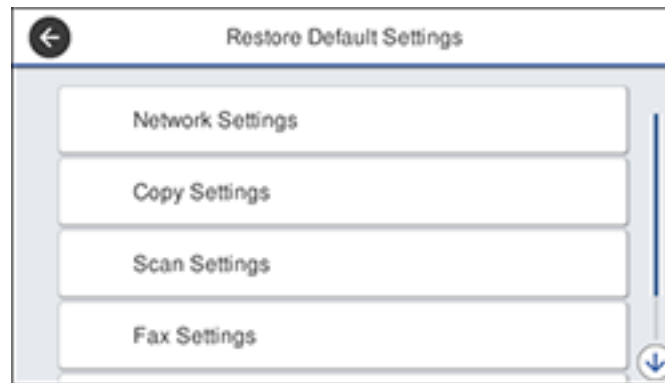 Restore Default Settings
Network Settings
Copy Settings
Scan Settings
Fax Settings